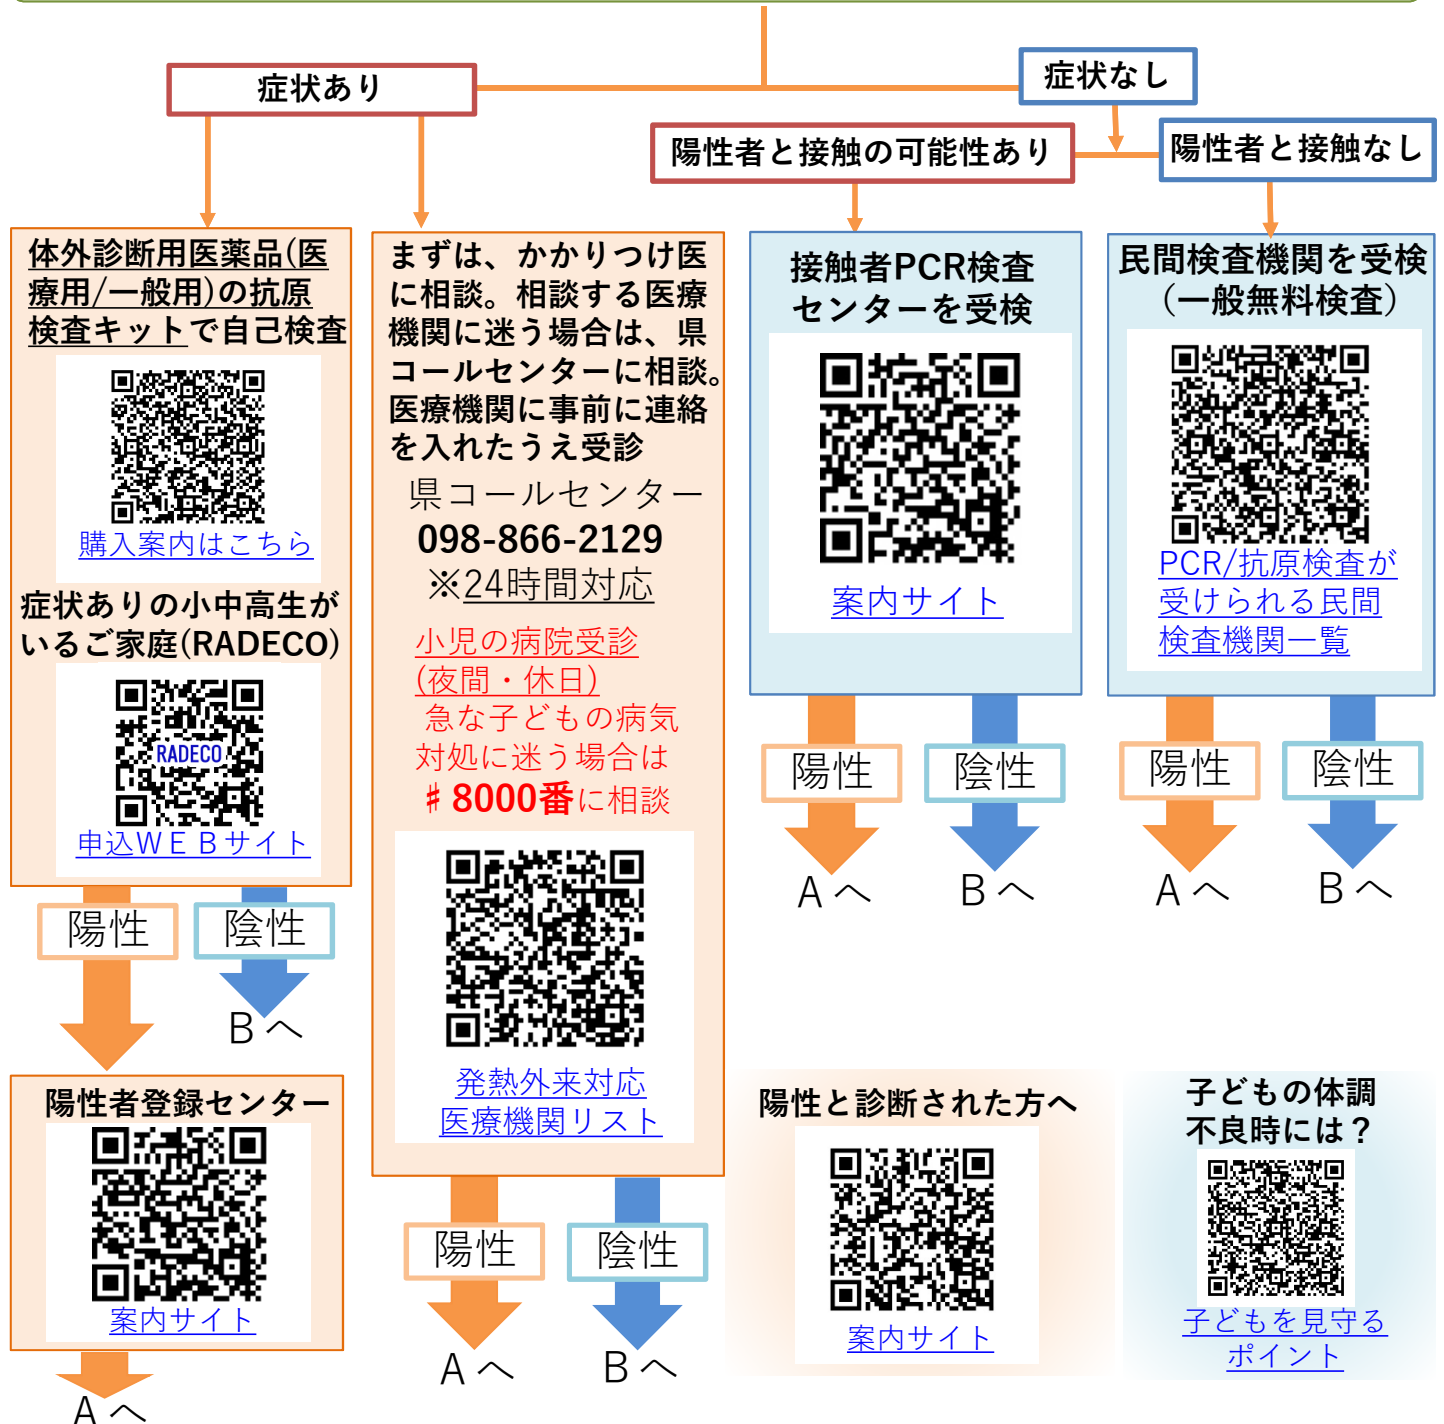 症状あり
症状なし
陽性者と接触の可能性あり
陽性者と接触なし
体外診断用医薬品(医
療用/一般用)の抗原
検査キットで自己検査
購入案内はこちら
症状ありの小中高生が
いるご家庭(RADECO)
RADECO
申込ＷＥＢサイト
陽性
陰性
Bへ
陽性者登録センター
案内サイト
Aへ
まずは、かかりつけ医
に相談。相談する医療
機関に迷う場合は、県
コールセンターに相談。
医療機関に事前に連絡
を入れたうえ受診
県コールセンター
098-866-2129
※24時間対応
小児の病院受診
(夜間・休日)
急な子どもの病気
対処に迷う場合は
♯8000番に相談
発熱外来対応
医療機関リスト
陽性
陰性
Aへ
Bへ
接触者PCR検査
センターを受検
案内サイト
陽性
陰性
Aへ
Bへ
民間検査機関を受検
（一般無料検査）
PCR/抗原検査が
受けられる民間
検査機関一覧
陽性
陰性
Aへ
Bへ
陽性と診断された方へ
案内サイト
子どもの体調
不良時には？
子どもを見守る
ポイント